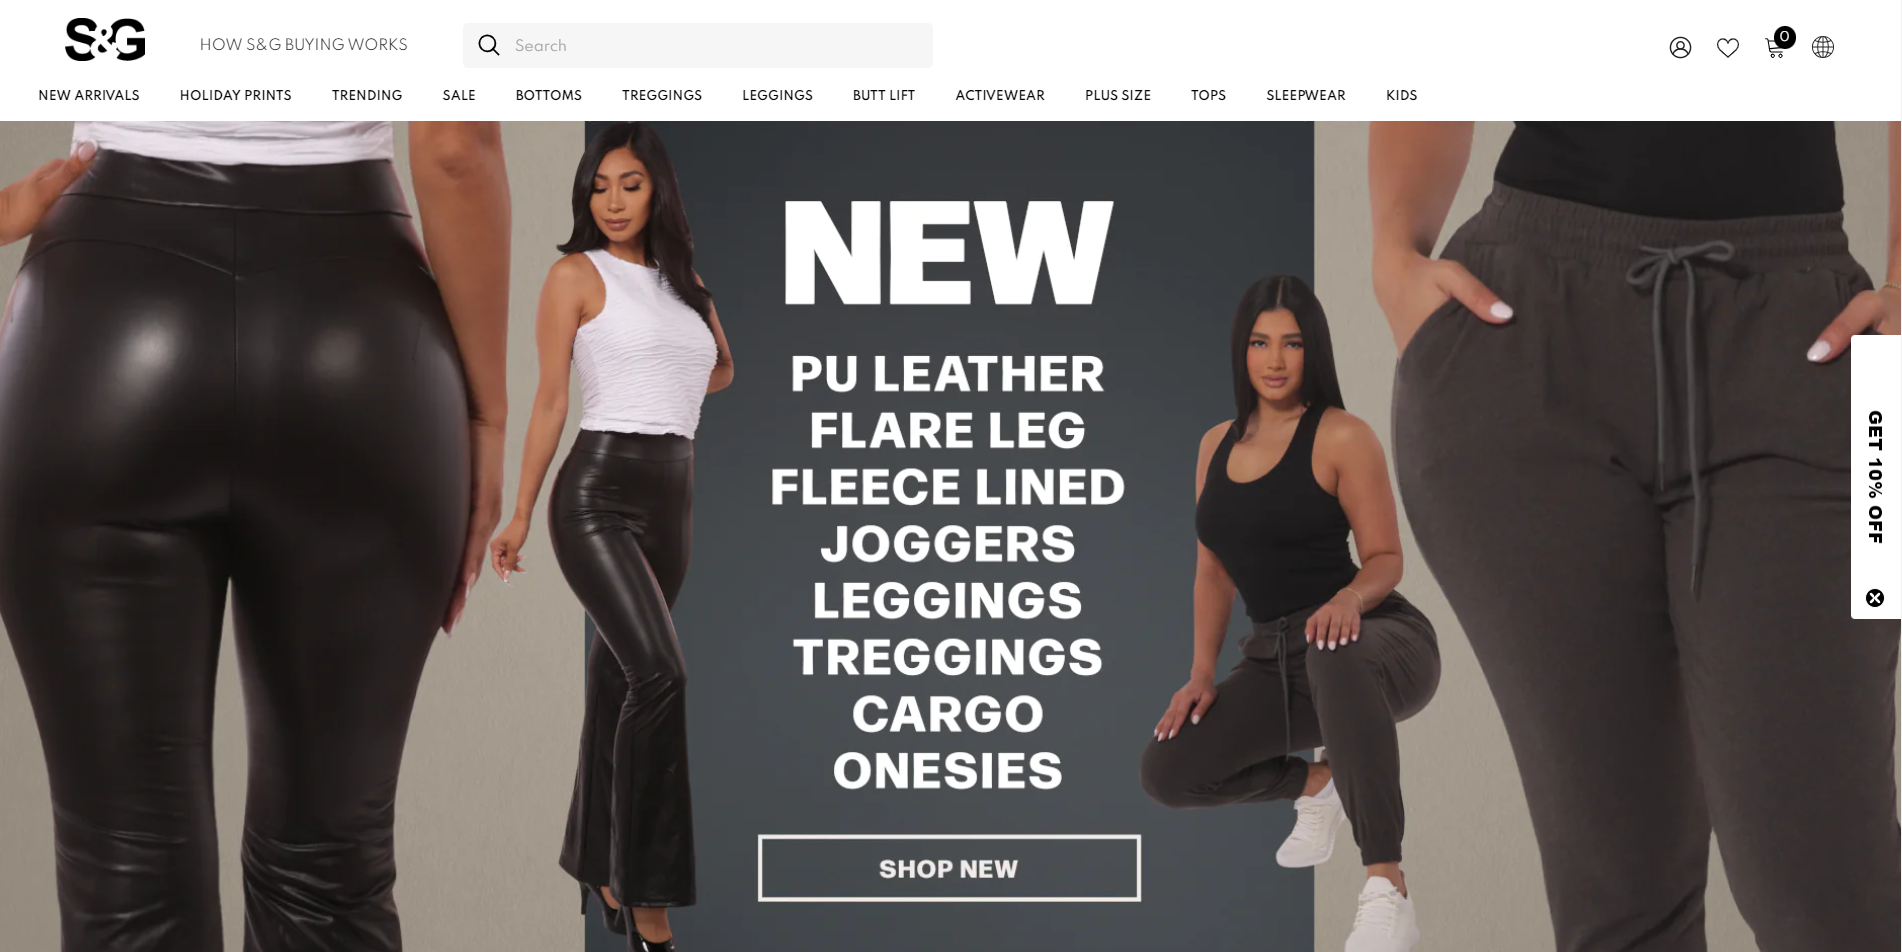 S&G
HOW S&G BUYING WORKS
Search
0
NEW ARRIVALS
HOLIDAY PRINTS
TRENDING
SALE
BOTTOMS
TREGGINGS
LEGGINGS
BUTT LIFT
ACTIVEWEAR
PLUS SIZE
TOPS
SLEEPWEAR
KIDS
NEW
PU LEATHER
FLARE LEG
FLEECE LINED
JOGGERS
LEGGINGS
TREGGINGS
CARGO
ONESIES
SHOP NEW
GET 10% OFF